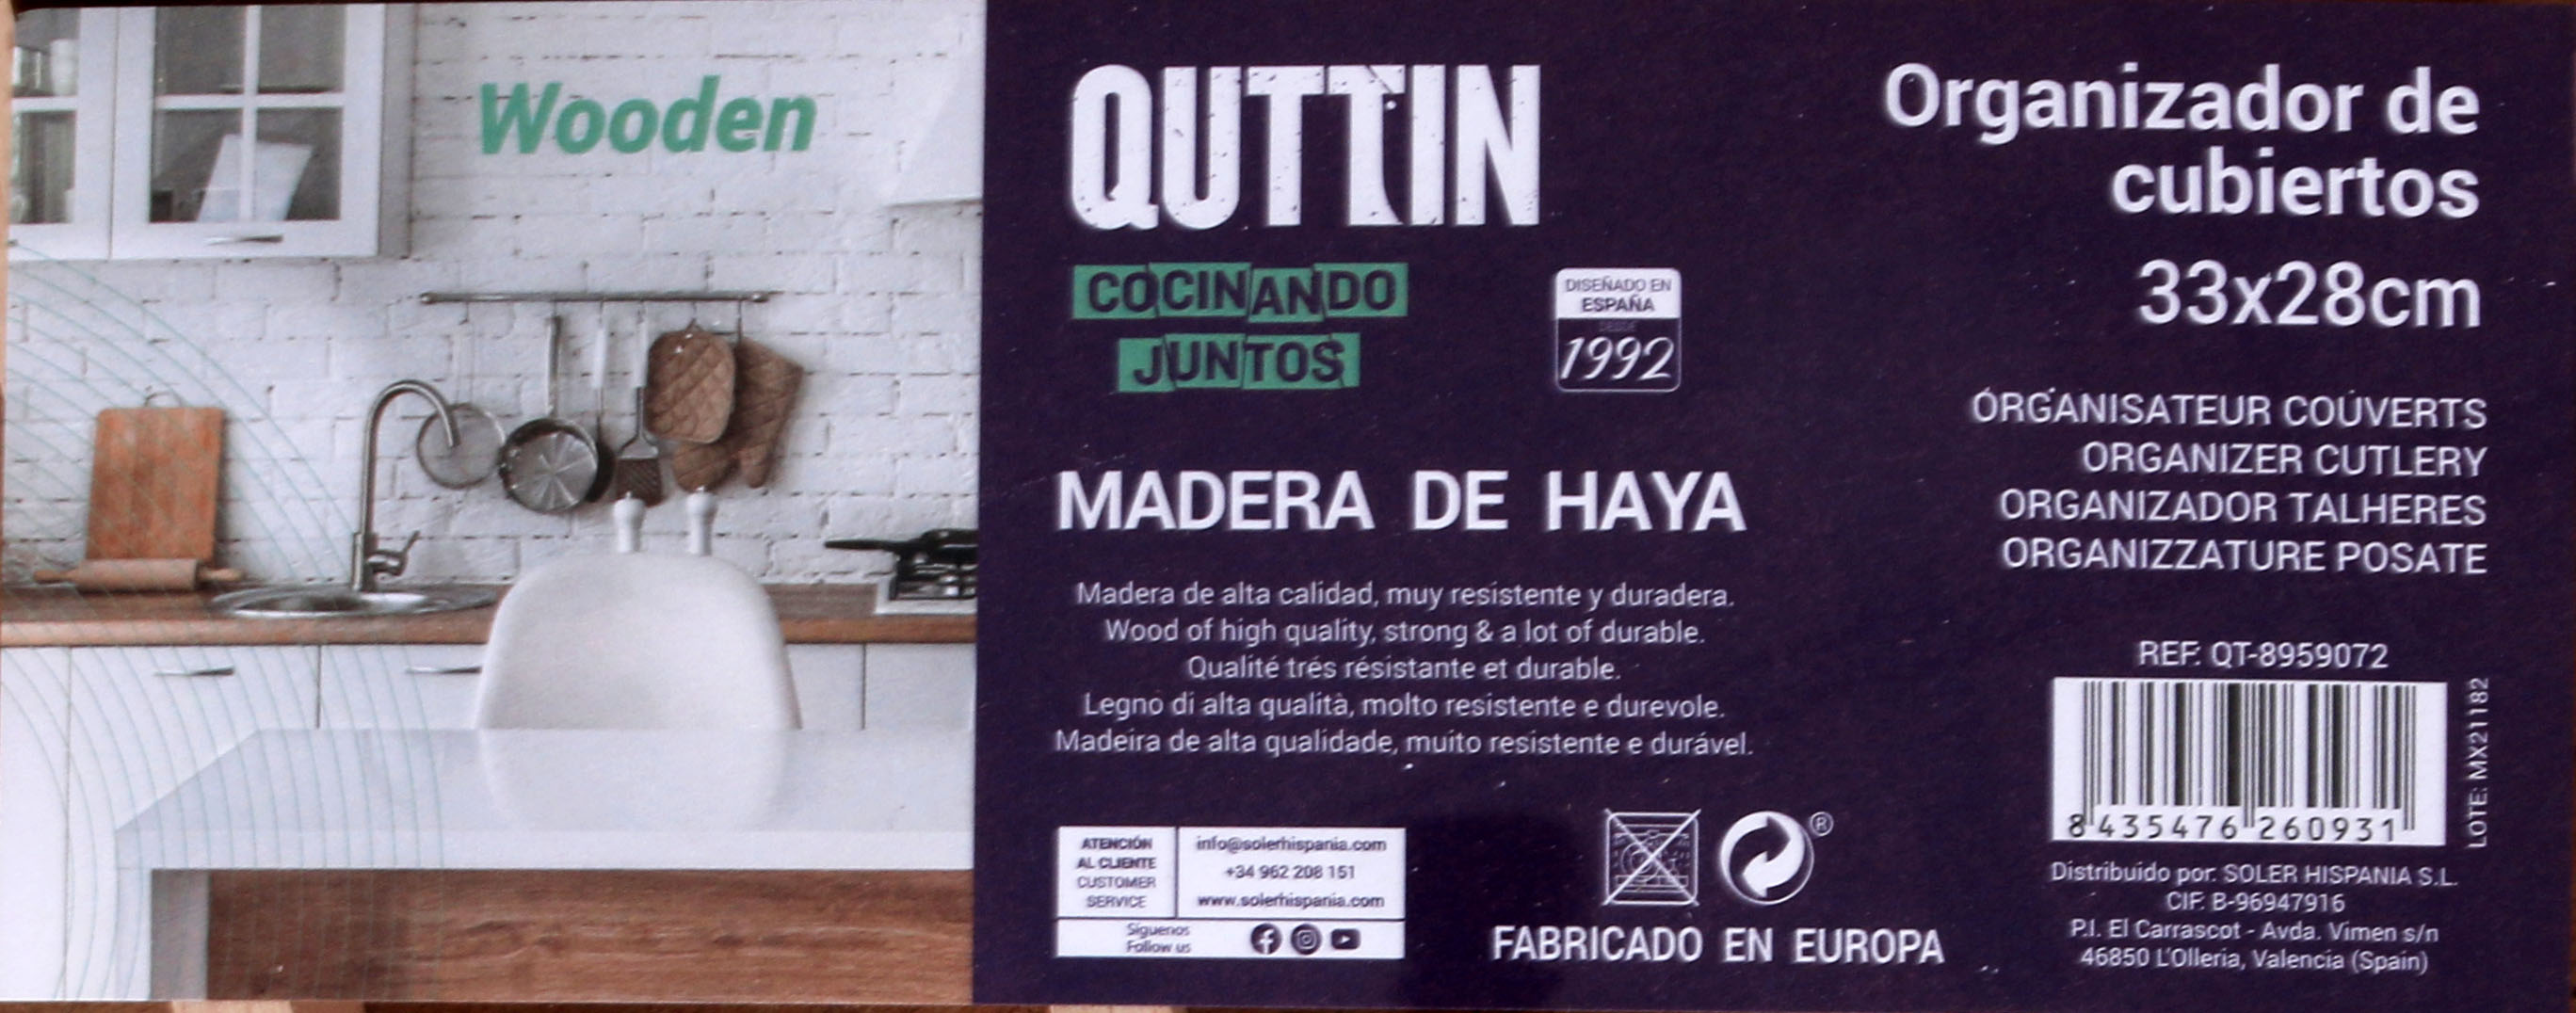 Wooden
QUTTIN
COCINANDO
JUNTOS
DISEÑADO EN
ESPAÑA
DESDE
1992
MADERA DE HAYA
Madera de alta calidad, muy resistente y duradera.
Wood of high quality, strong & a lot of durable.
Qualité trés résistante et durable.
Legno di alta qualità, molto resistente e durevole.
Madeira de alta qualidade, muito resistente e durável.
ATENCIÓN
AL CLIENTE
CUSTOMER
SERVICE
info@solerhispania.com
+34 962 208 151
www.solerhispania.com
Síguenos
Follow us
®
FABRICADO EN EUROPA
Organizador de
cubiertos
33x28cm
ORGANISATEUR COUVERTS
ORGANIZER CUTLERY
ORGANIZADOR TALHERES
ORGANIZZATURE POSATE
REF: QT-8959072
8 435476 260931
LOTE: MX21182
Distribuido por: SOLER HISPANIA S.L.
CIF: B-96947916
P.I. El Carrascot - Avda. Vimen s/n
46850 L'Olleria, Valencia (Spain)